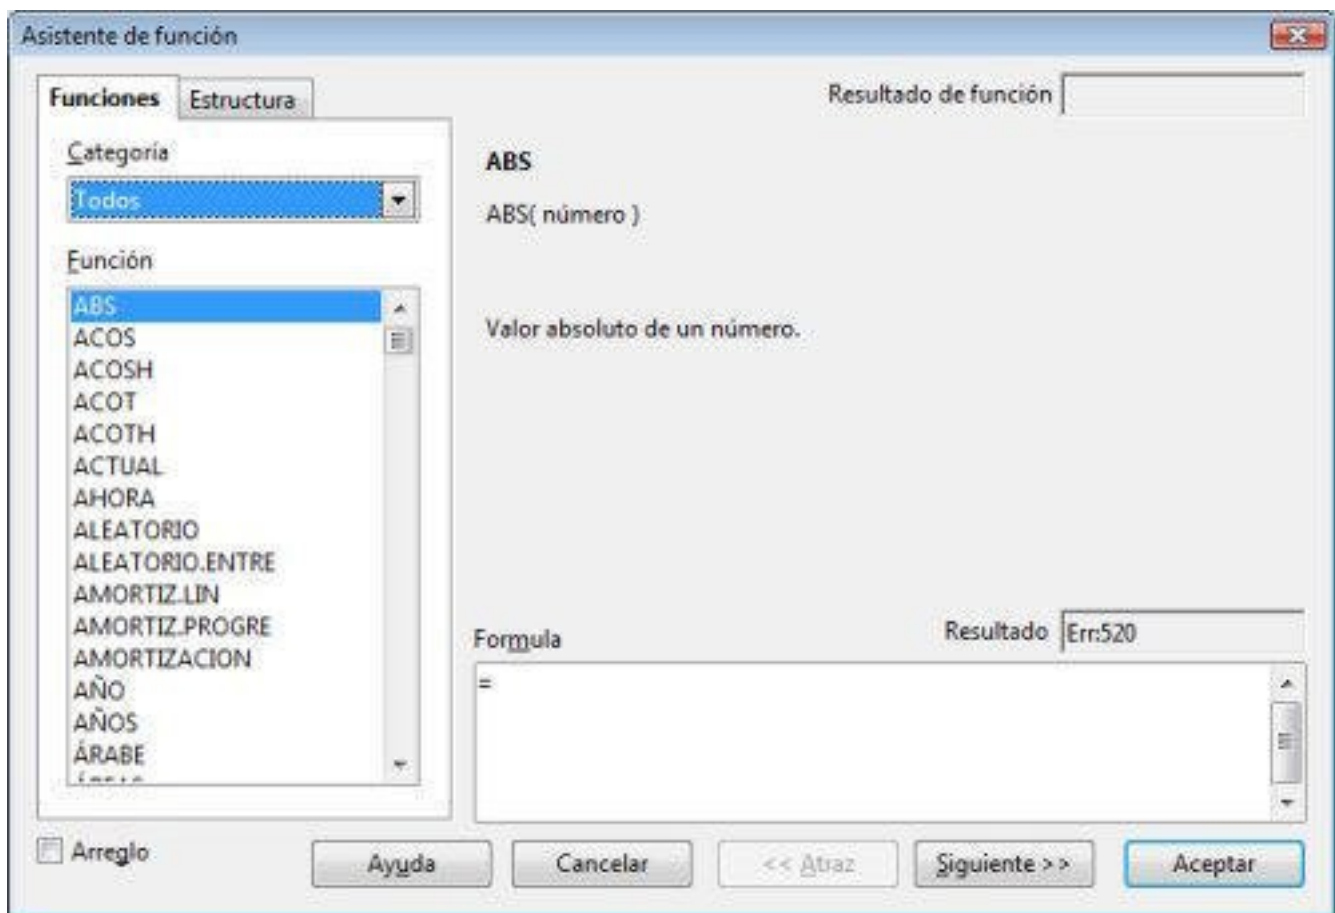 Asistente de función
Funciones
Estructura
Resultado de función
Categoría
Todos
Función
ABS
ACOS
ACOSH
ACOT
ACOTH
ACTUAL
AHORA
ALEATORIO
ALEATORIO.ENTRE
AMORTIZ.LIN
AMORTIZ.PROGRE
AMORTIZACION
AÑO
AÑOS
ÁRABE
ABS
ABS( número )
Valor absoluto de un número.
Formula
Resultado
Err:520
=
Arreglo
Ayuda
Cancelar
<< Atraz
Siguiente >>
Aceptar